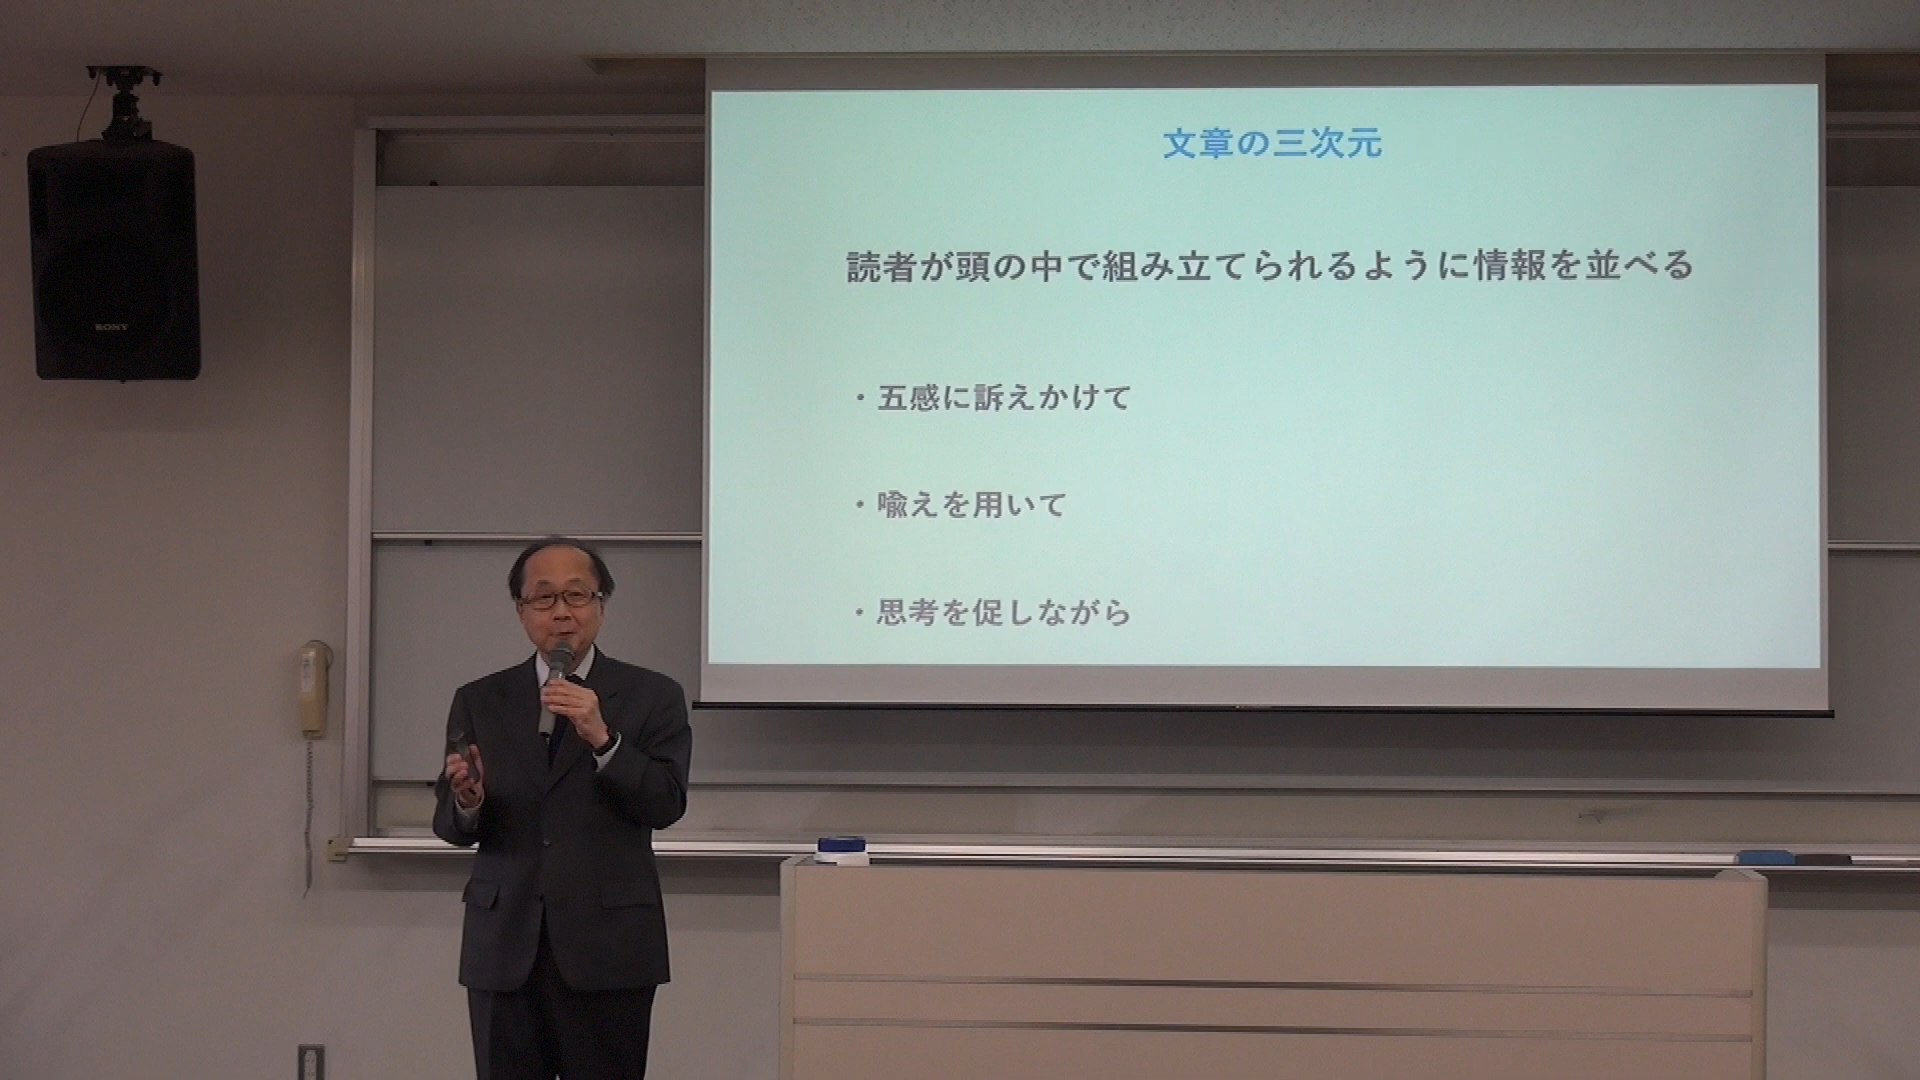 文章の三次元
読者が頭の中で組み立てられるように情報を並べる
・五感に訴えかけて
・喩えを用いて
・思考を促しながら
SONY